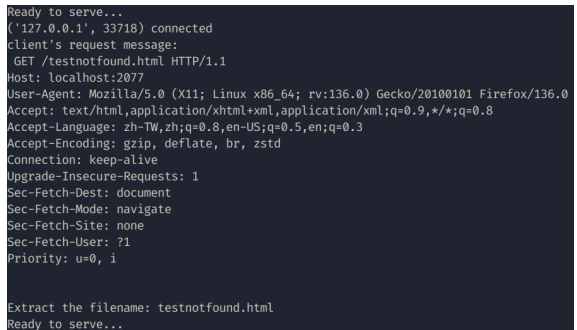 Ready to serve...
('127.0.0.1', 33718) connected
client's request message:
GET /testnotfound.html HTTP/1.1
Host: localhost:2077
User-Agent: Mozilla/5.0 (X11; Linux x86_64; rv:136.0) Gecko/20100101 Firefox/136.0
Accept: text/html,application/xhtml+xml,application/xml;q=0.9,*/*;q=0.8
Accept-Language: zh-TW,zh;q=0.8,en-US;q=0.5,en;q=0.3
Accept-Encoding: gzip, deflate, br, zstd
Connection: keep-alive
Upgrade-Insecure-Requests: 1
Sec-Fetch-Dest: document
Sec-Fetch-Mode: navigate
Sec-Fetch-Site: none
Sec-Fetch-User: ?1
Priority: u=0, i
Extract the filename: testnotfound.html
Ready to serve...